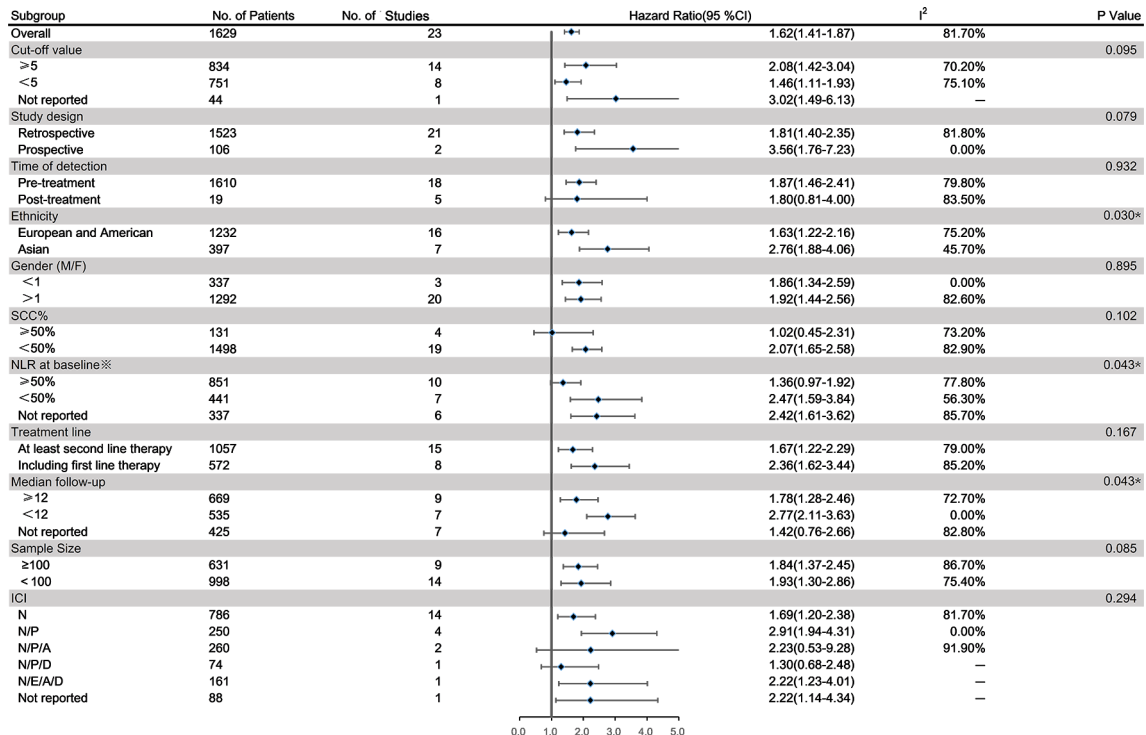 Subgroup No. of Patients No. of Studies Hazard Ratio(95 %CI) I² P Value
Overall 1629 23 1.62(1.41-1.87) 81.70%
Cut-off value 0.095
⩾5 834 14 2.08(1.42-3.04) 70.20%
<5 751 8 1.46(1.11-1.93) 75.10%
Not reported 44 1 3.02(1.49-6.13) —
Study design 0.079
Retrospective 1523 21 1.81(1.40-2.35) 81.80%
Prospective 106 2 3.56(1.76-7.23) 0.00%
Time of detection 0.932
Pre-treatment 1610 18 1.87(1.46-2.41) 79.80%
Post-treatment 19 5 1.80(0.81-4.00) 83.50%
Ethnicity 0.030*
European and American 1232 16 1.63(1.22-2.16) 75.20%
Asian 397 7 2.76(1.88-4.06) 45.70%
Gender (M/F) 0.895
<1 337 3 1.86(1.34-2.59) 0.00%
>1 1292 20 1.92(1.44-2.56) 82.60%
SCC% 0.102
⩾50% 131 4 1.02(0.45-2.31) 73.20%
<50% 1498 19 2.07(1.65-2.58) 82.90%
NLR at baseline※ 0.043*
⩾50% 851 10 1.36(0.97-1.92) 77.80%
<50% 441 7 2.47(1.59-3.84) 56.30%
Not reported 337 6 2.42(1.61-3.62) 85.70%
Treatment line 0.167
At least second line therapy 1057 15 1.67(1.22-2.29) 79.00%
Including first line therapy 572 8 2.36(1.62-3.44) 85.20%
Median follow-up 0.043*
⩾12 669 9 1.78(1.28-2.46) 72.70%
<12 535 7 2.77(2.11-3.63) 0.00%
Not reported 425 7 1.42(0.76-2.66) 82.80%
Sample Size 0.085
≥100 631 9 1.84(1.37-2.45) 86.70%
<100 998 14 1.93(1.30-2.86) 75.40%
ICI 0.294
N 786 14 1.69(1.20-2.38) 81.70%
N/P 250 4 2.91(1.94-4.31) 0.00%
N/P/A 260 2 2.23(0.53-9.28) 91.90%
N/P/D 74 1 1.30(0.68-2.48) —
N/E/A/D 161 1 2.22(1.23-4.01) —
Not reported 88 1 2.22(1.14-4.34) —
0.0 1.0 2.0 3.0 4.0 5.0